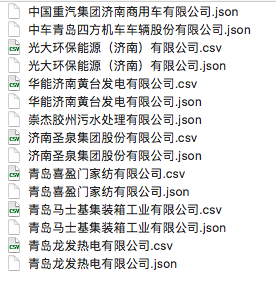 中国重汽集团济南商用车有限公司.json
中车青岛四方机车车辆股份有限公司.json
光大环保能源（济南）有限公司.csv
光大环保能源（济南）有限公司.json
华能济南黄台发电有限公司.csv
华能济南黄台发电有限公司.json
崇杰胶州污水处理有限公司.json
济南圣泉集团股份有限公司.csv
济南圣泉集团股份有限公司.json
青岛喜盈门家纺有限公司.csv
青岛喜盈门家纺有限公司.json
青岛马士基集装箱工业有限公司.csv
青岛马士基集装箱工业有限公司.json
青岛龙发热电有限公司.csv
青岛龙发热电有限公司.json